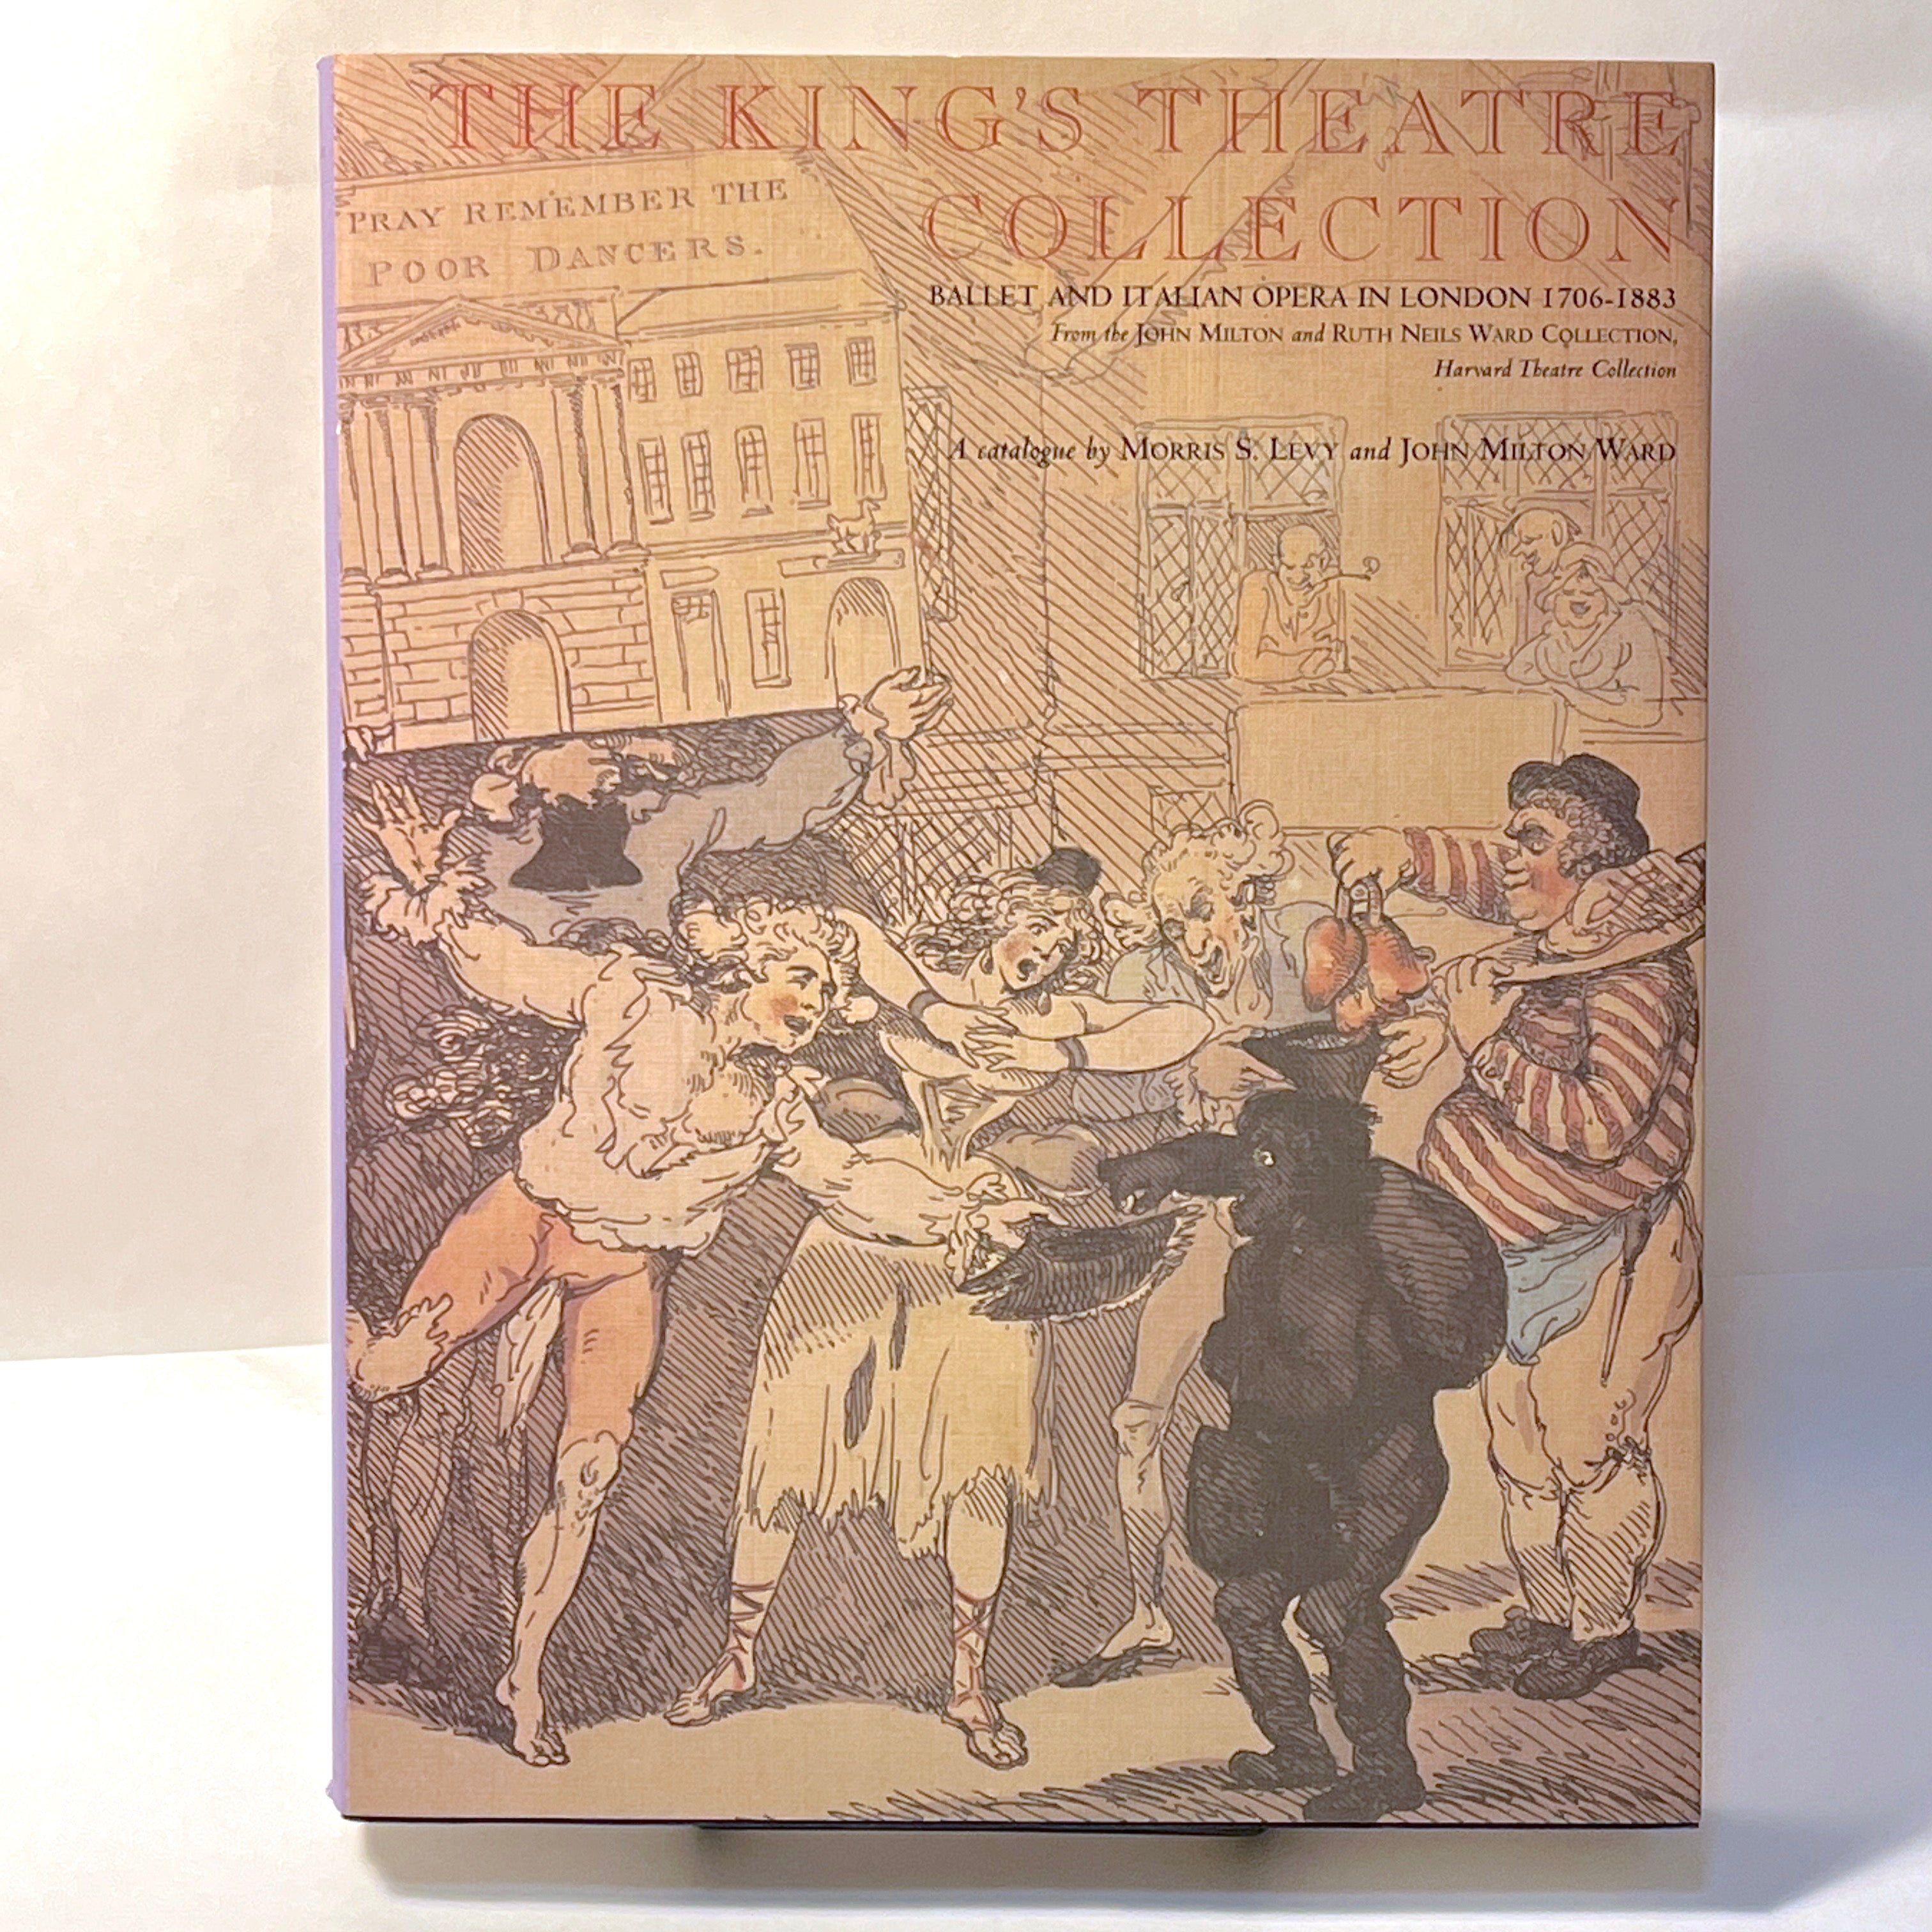 THE KING'S THEATRE
COLLECTION
PRAY REMEMBER THE
POOR DANCERS.
BALLET AND ITALIAN OPERA IN LONDON 1706-1883
From the JOHN MILTON and RUTH NEILS WARD COLLECTION,
Harvard Theatre Collection
A catalogue by MORRIS S. LEVY and JOHN MILTON WARD